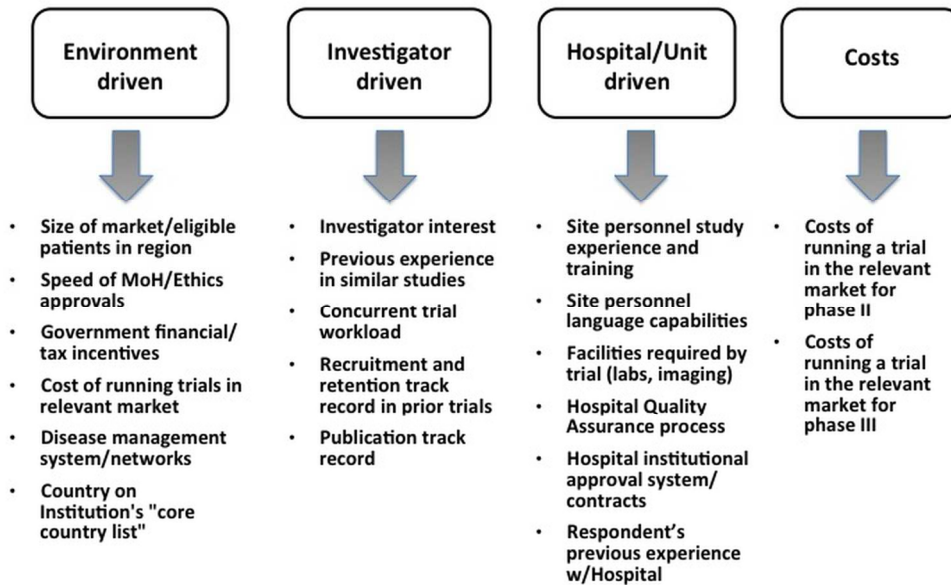 Environment
driven
Investigator
driven
Hospital/Unit
driven
Costs
• Size of market/eligible
patients in region
• Speed of MoH/Ethics
approvals
• Government financial/
tax incentives
• Cost of running trials in
relevant market
• Disease management
system/networks
• Country on
Institution's "core
country list"
• Investigator interest
• Previous experience
in similar studies
• Concurrent trial
workload
• Recruitment and
retention track
record in prior trials
• Publication track
record
• Site personnel study
experience and
training
• Site personnel
language capabilities
• Facilities required by
trial (labs, imaging)
• Hospital Quality
Assurance process
• Hospital institutional
approval system/
contracts
• Respondent's
previous experience
w/Hospital
• Costs of
running a trial
in the relevant
market for
phase II
• Costs of
running a trial
in the relevant
market for
phase III